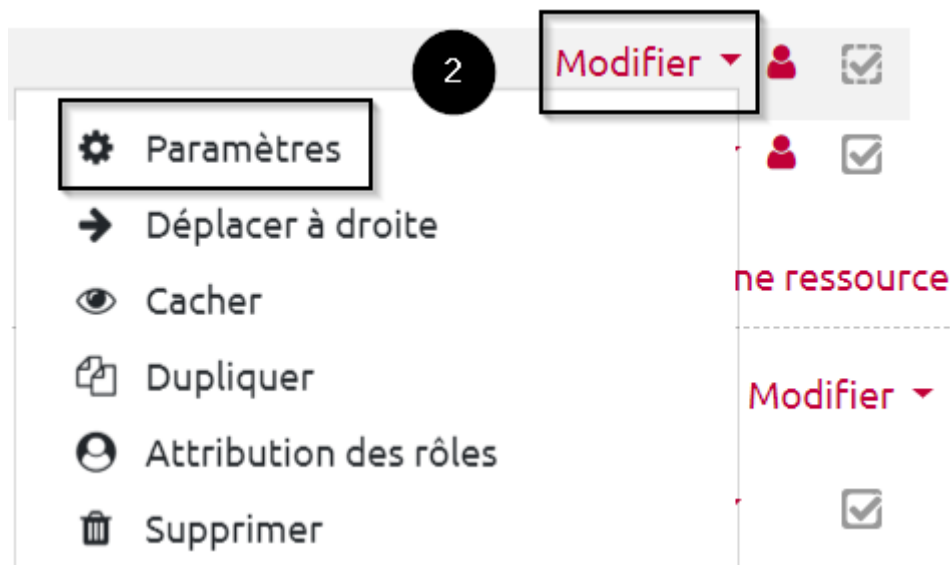 2
Modifier
Paramètres
Déplacer à droite
Cacher
ne ressource
Dupliquer
Modifier
Attribution des rôles
Supprimer